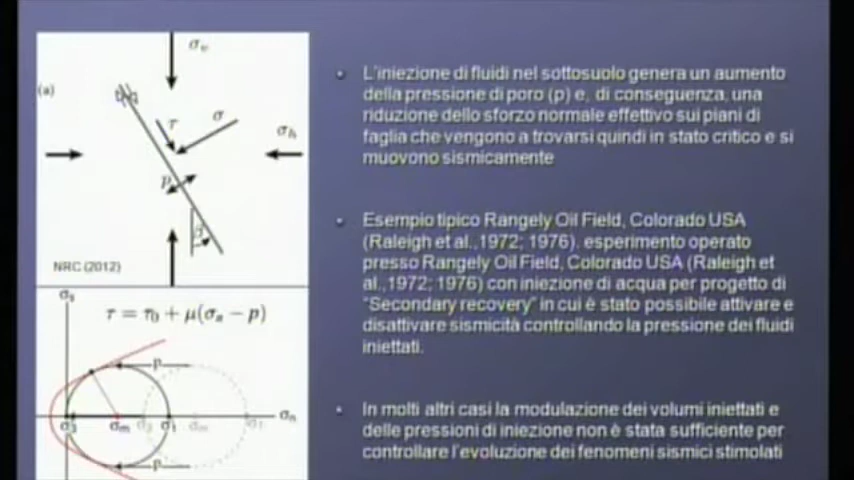 σv
(a)
τ
σ
σh
p
β
NRC (2012)
σs
τ = τ0 + μ(σn − p)
p
σ3 σm σ3 σ1 σm σ1 σn
p
• L'iniezione di fluidi nel sottosuolo genera un aumento
della pressione di poro (p) e, di conseguenza, una
riduzione dello sforzo normale effettivo sui piani di
faglia che vengono a trovarsi quindi in stato critico e si
muovono sismicamente
• Esempio tipico Rangely Oil Field, Colorado USA
(Raleigh et al.,1972; 1976), esperimento operato
presso Rangely Oil Field, Colorado USA (Raleigh et
al.,1972; 1976) con iniezione di acqua per progetto di
"Secondary recovery" in cui è stato possibile attivare e
disattivare sismicità controllando la pressione dei fluidi
iniettati.
• In molti altri casi la modulazione dei volumi iniettati e
delle pressioni di iniezione non è stata sufficiente per
controllare l'evoluzione dei fenomeni sismici stimolati